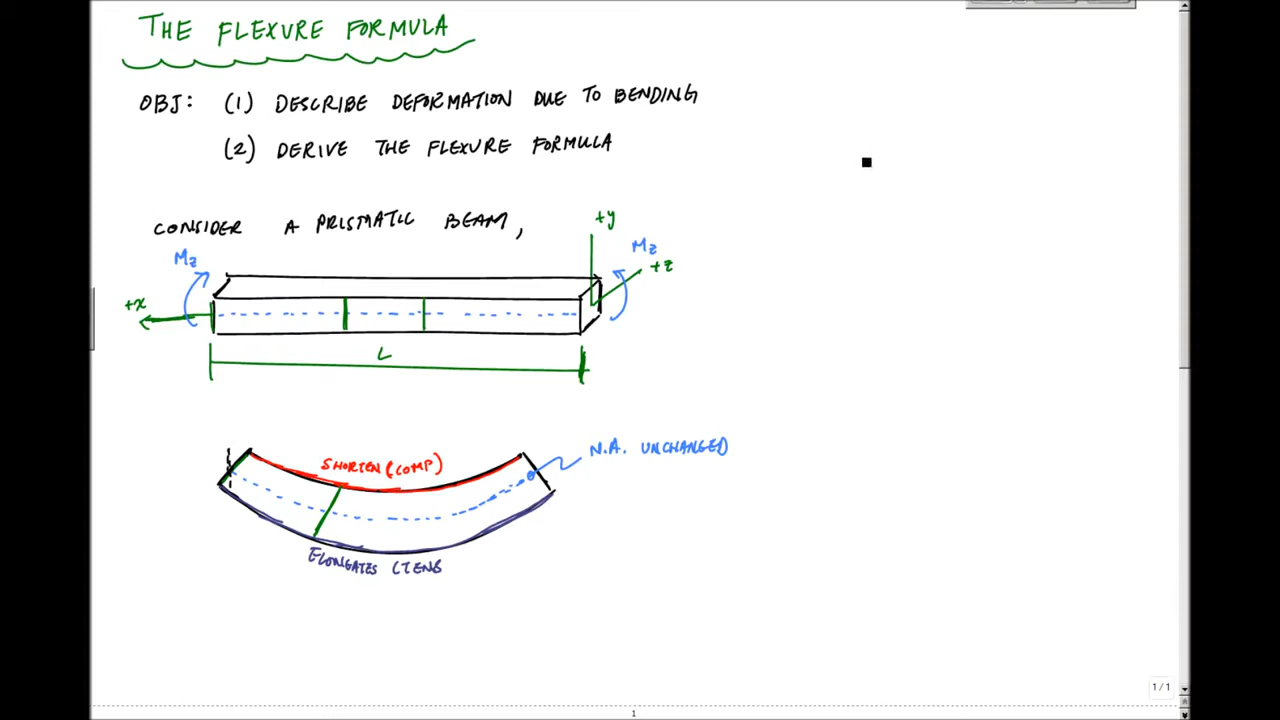 THE FLEXURE FORMULA
OBJ: (1) DESCRIBE DEFORMATION DUE TO BENDING
(2) DERIVE THE FLEXURE FORMULA
CONSIDER A PRISMATIC BEAM,
+y
Mz
Mz
+z
+x
L
N.A. UNCHANGED
SHORTEN (COMP)
ELONGATES (TENS
1/1
1